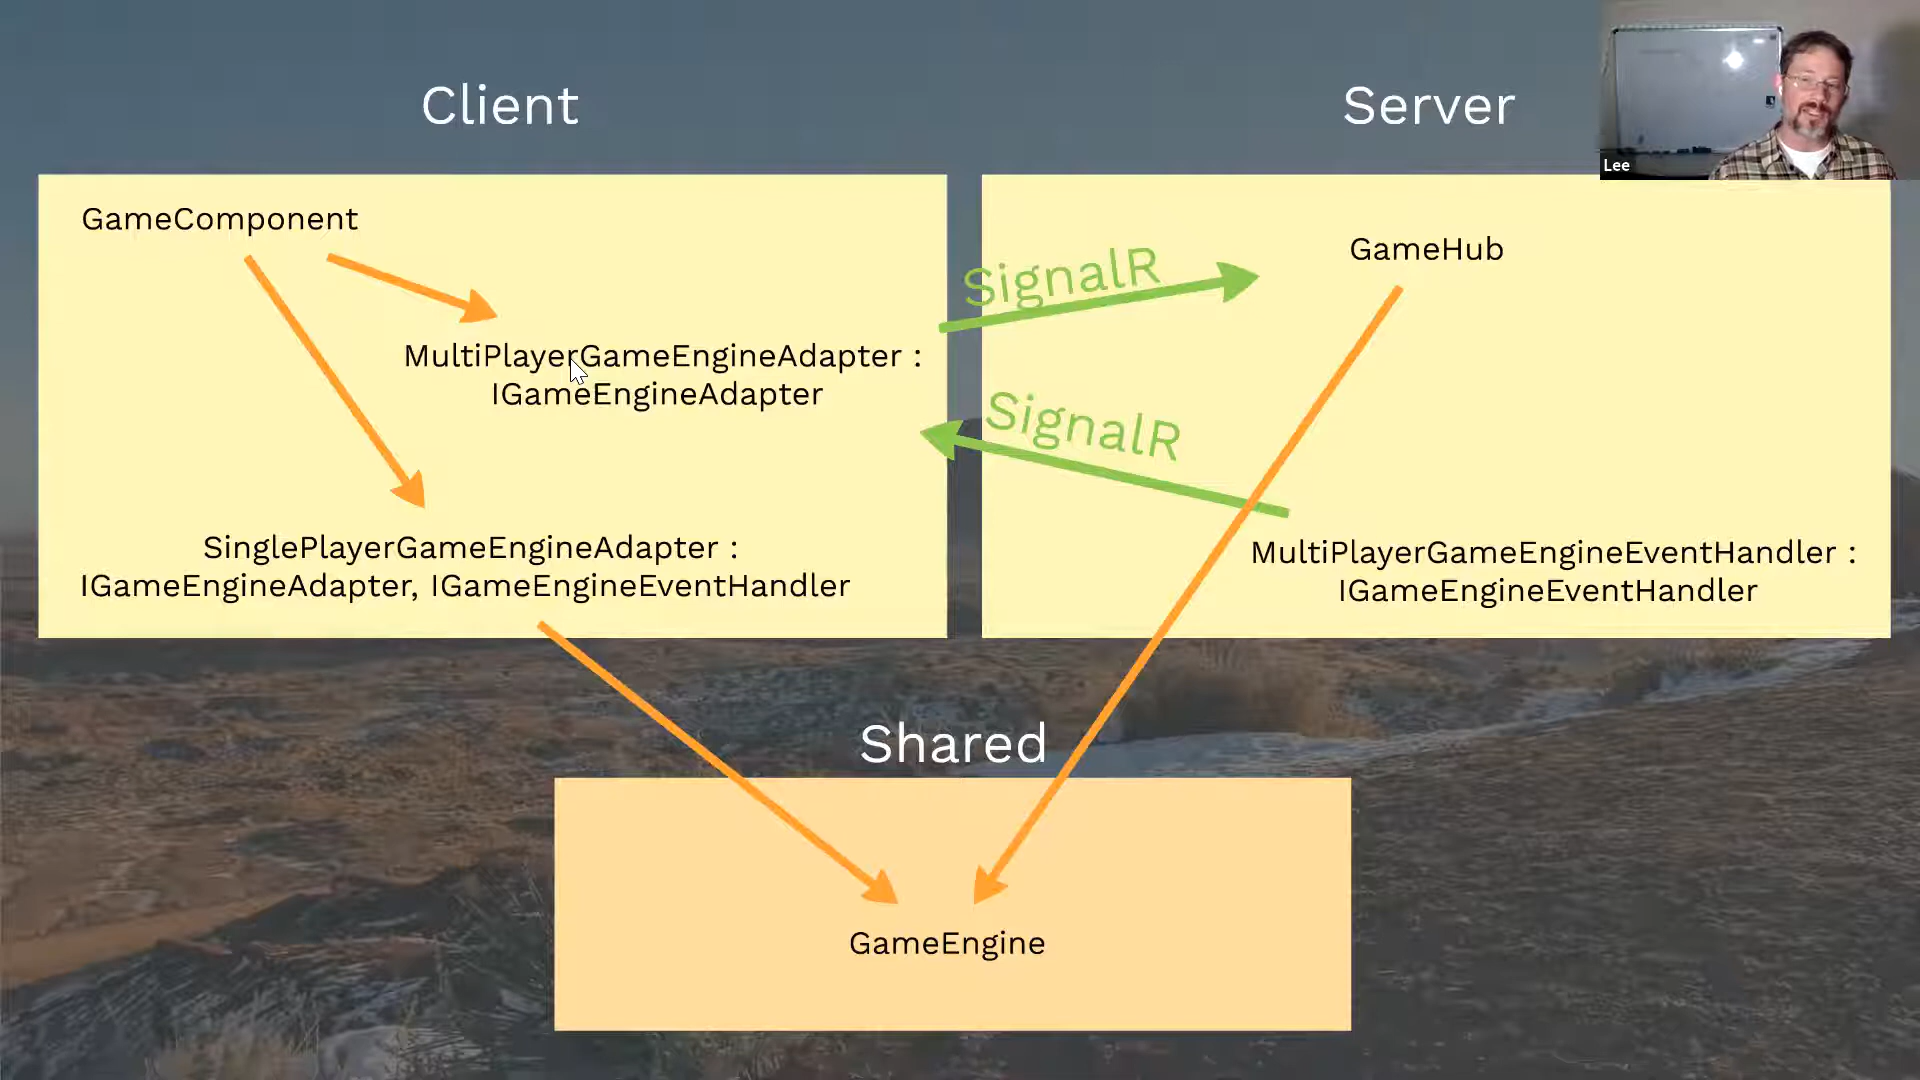 Client
Server
Lee
GameComponent
GameHub
SignalR
MultiPlayerGameEngineAdapter :
IGameEngineAdapter
SignalR
SinglePlayerGameEngineAdapter :
IGameEngineAdapter, IGameEngineEventHandler
MultiPlayerGameEngineEventHandler :
IGameEngineEventHandler
Shared
GameEngine